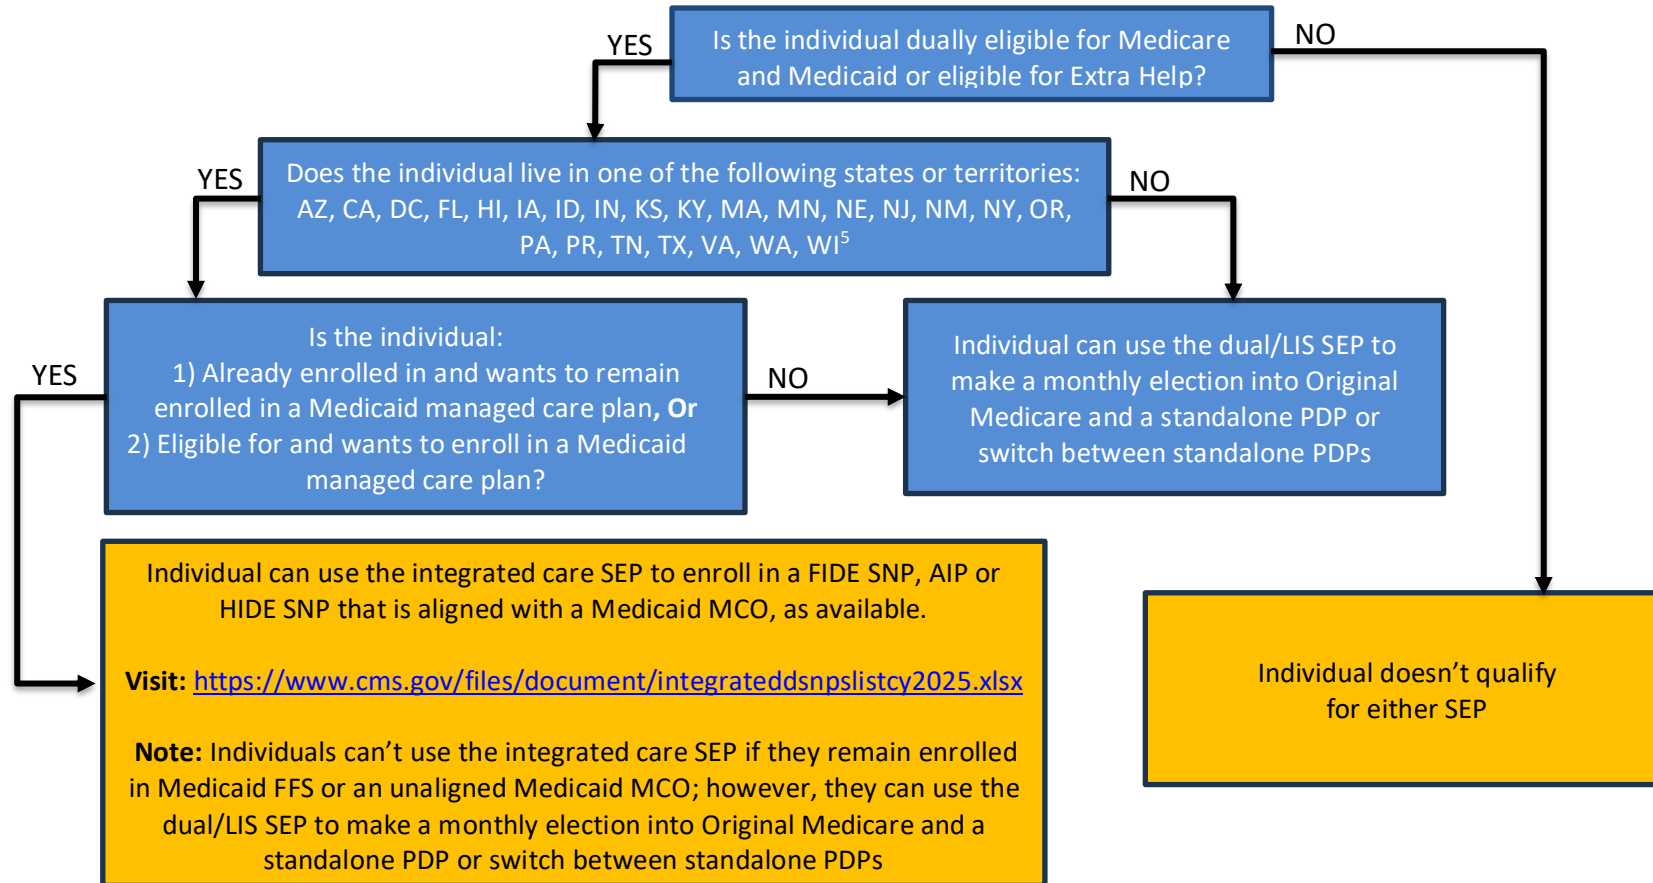 Is the individual dually eligible for Medicare
and Medicaid or eligible for Extra Help?
YES
NO
Does the individual live in one of the following states or territories:
AZ, CA, DC, FL, HI, IA, ID, IN, KS, KY, MA, MN, NE, NJ, NM, NY, OR,
PA, PR, TN, TX, VA, WA, WI⁵
YES
NO
Is the individual:
1) Already enrolled in and wants to remain
enrolled in a Medicaid managed care plan, Or
2) Eligible for and wants to enroll in a Medicaid
managed care plan?
YES
NO
Individual can use the dual/LIS SEP to
make a monthly election into Original
Medicare and a standalone PDP or
switch between standalone PDPs
Individual can use the integrated care SEP to enroll in a FIDE SNP, AIP or
HIDE SNP that is aligned with a Medicaid MCO, as available.
Visit: https://www.cms.gov/files/document/integrateddsnpslistcy2025.xlsx
Note: Individuals can’t use the integrated care SEP if they remain enrolled
in Medicaid FFS or an unaligned Medicaid MCO; however, they can use the
dual/LIS SEP to make a monthly election into Original Medicare and a
standalone PDP or switch between standalone PDPs
Individual doesn’t qualify
for either SEP